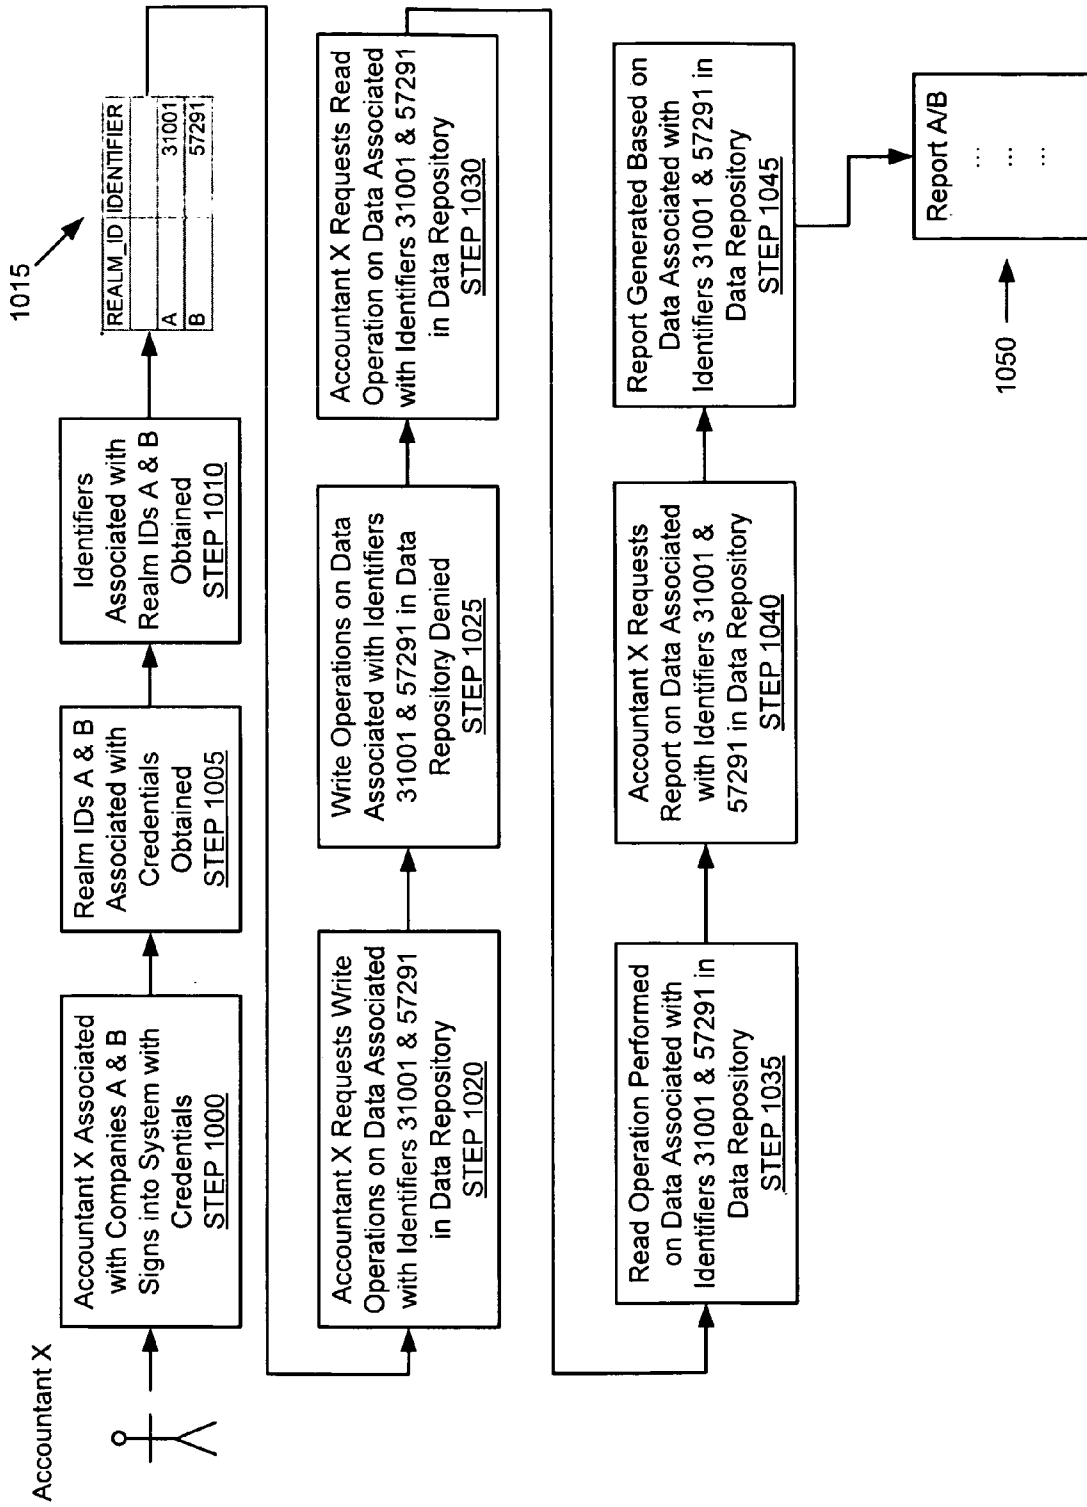 Accountant X
Accountant X Associated
with Companies A & B
Signs into System with
Credentials
STEP 1000
Realm IDs A & B
Associated with
Credentials
Obtained
STEP 1005
Identifiers
Associated with
Realm IDs A & B
Obtained
STEP 1010
1015
REALM_ID IDENTIFIER
A 31001
B 57291
Accountant X Requests Write
Operations on Data Associated
with Identifiers 31001 & 57291
in Data Repository
STEP 1020
Write Operations on Data
Associated with Identifiers
31001 & 57291 in Data
Repository Denied
STEP 1025
Accountant X Requests Read
Operation on Data Associated
with Identifiers 31001 & 57291
in Data Repository
STEP 1030
Read Operation Performed
on Data Associated with
Identifiers 31001 & 57291 in
Data Repository
STEP 1035
Accountant X Requests
Report on Data Associated
with Identifiers 31001 &
57291 in Data Repository
STEP 1040
Report Generated Based on
Data Associated with
Identifiers 31001 & 57291 in
Data Repository
STEP 1045
1050
Report A/B
...
...
...